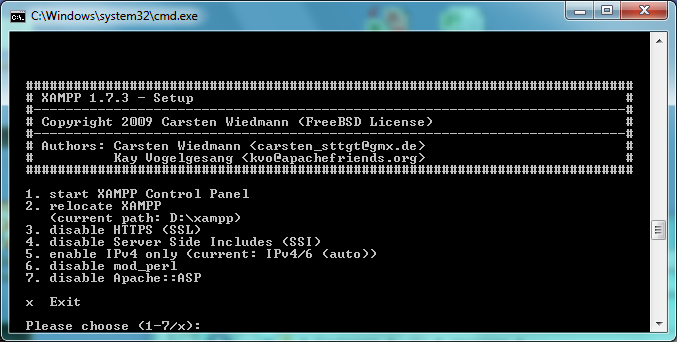 C:\Windows\system32\cmd.exe
###########################################################################
# XAMPP 1.7.3 - Setup #
#-------------------------------------------------------------------------#
# Copyright 2009 Carsten Wiedmann (FreeBSD License) #
#-------------------------------------------------------------------------#
# Authors: Carsten Wiedmann <carsten_sttgt@gmx.de> #
# Kay Vogelgesang <kvo@apachefriends.org> #
###########################################################################
1. start XAMPP Control Panel
2. relocate XAMPP
(current path: D:\xampp)
3. disable HTTPS (SSL)
4. disable Server Side Includes (SSI)
5. enable IPv4 only (current: IPv4/6 (auto))
6. disable mod_perl
7. disable Apache::ASP
x Exit
Please choose (1-7/x):